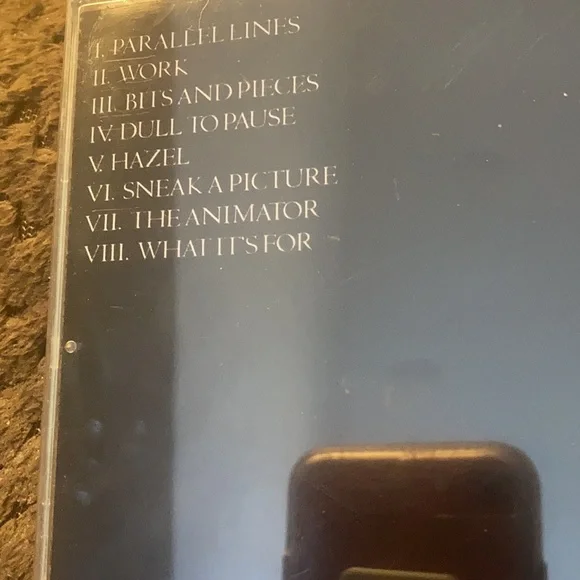 I. PARALLEL LINES
II. WORK
III. BITS AND PIECES
IV. DULL TO PAUSE
V. HAZEL
VI. SNEAK A PICTURE
VII. THE ANIMATOR
VIII. WHAT IT'S FOR